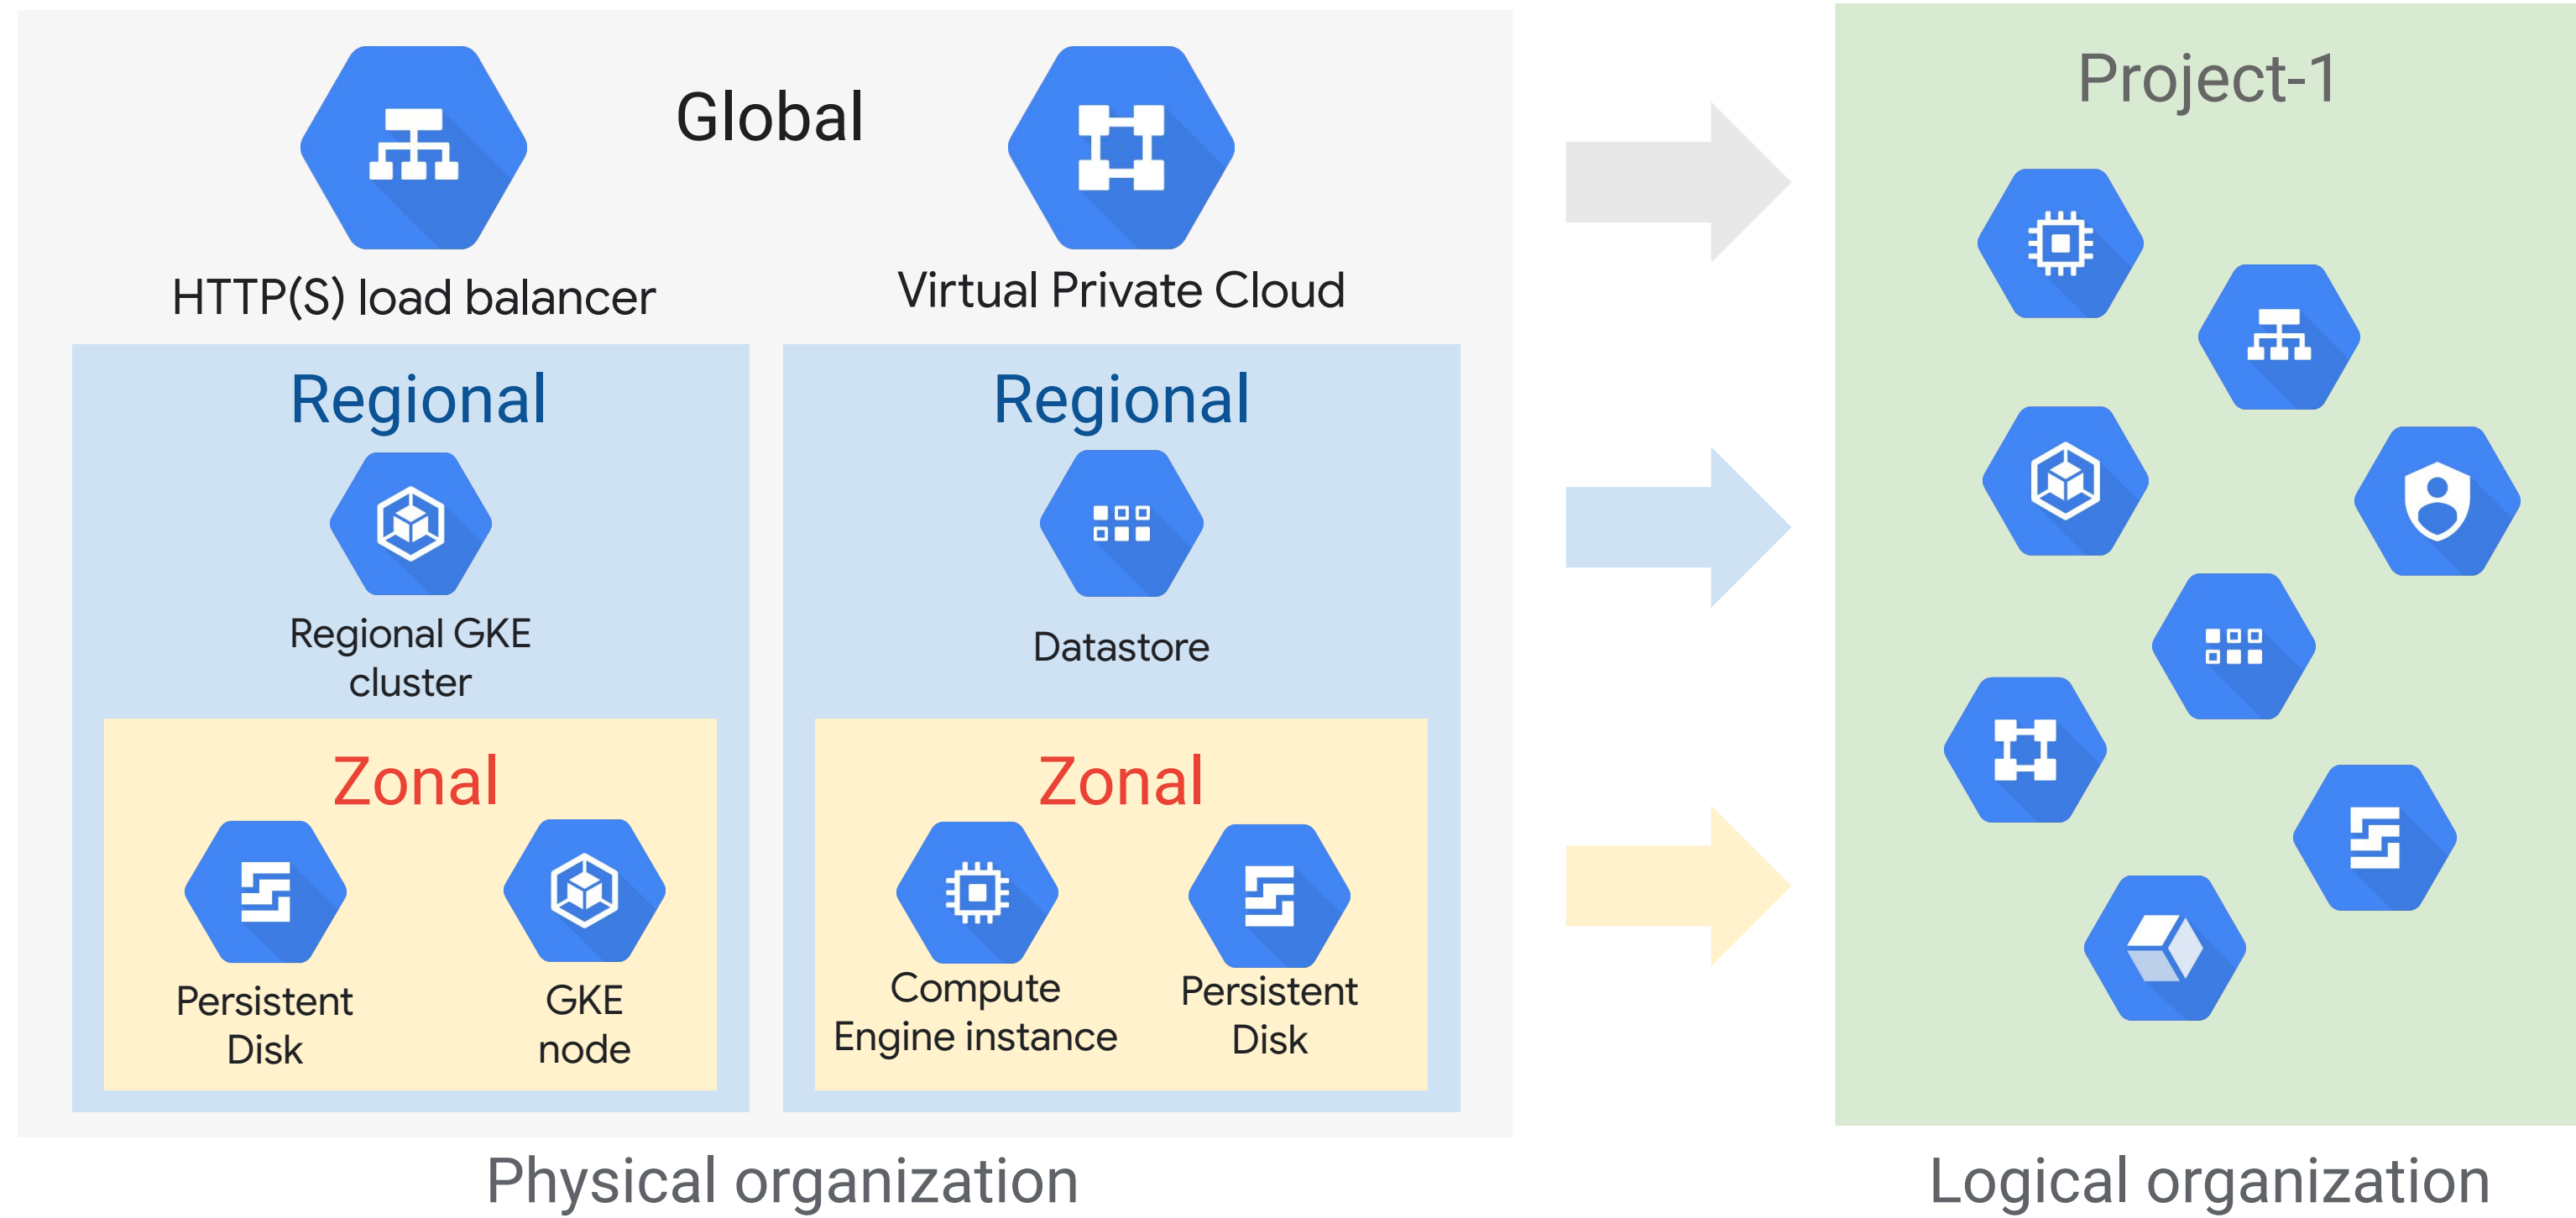 Global
HTTP(S) load balancer
Virtual Private Cloud
Regional
Regional GKE
cluster
Zonal
Persistent
Disk
GKE
node
Regional
Datastore
Zonal
Compute
Engine instance
Persistent
Disk
Physical organization
Project-1
Logical organization